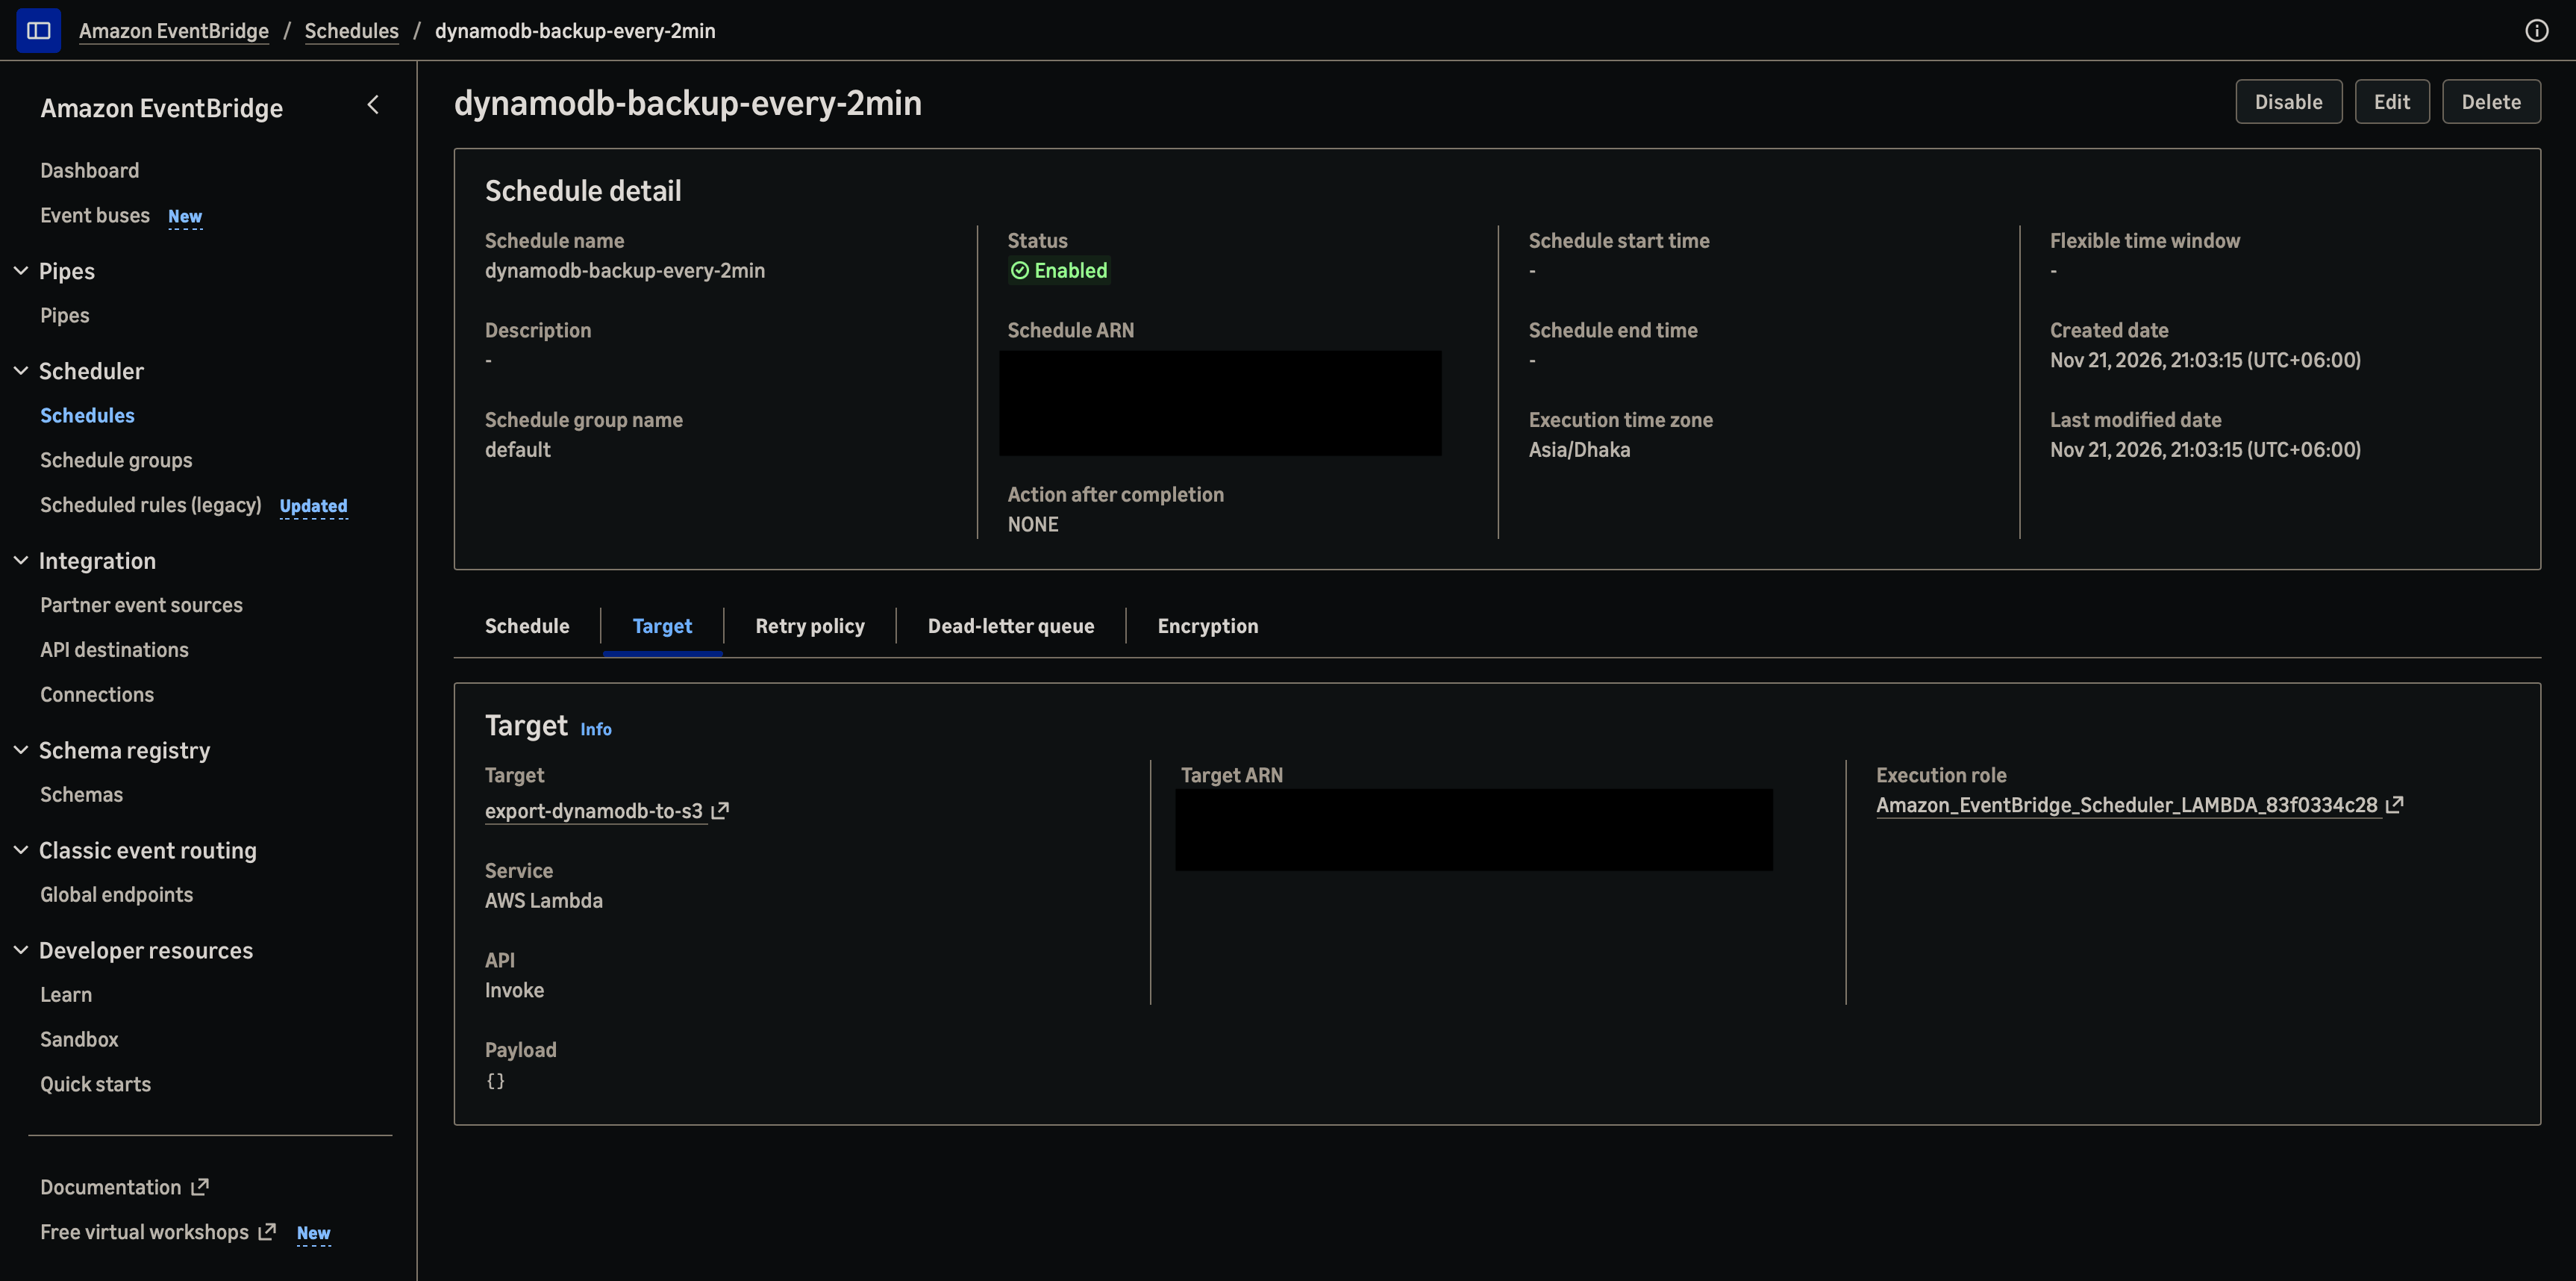 Amazon EventBridge / Schedules / dynamodb-backup-every-2min
Amazon EventBridge
Dashboard
Event buses New
Pipes
Pipes
Scheduler
Schedules
Schedule groups
Scheduled rules (legacy) Updated
Integration
Partner event sources
API destinations
Connections
Schema registry
Schemas
Classic event routing
Global endpoints
Developer resources
Learn
Sandbox
Quick starts
Documentation
Free virtual workshops New
dynamodb-backup-every-2min
Disable Edit Delete
Schedule detail
Schedule name
dynamodb-backup-every-2min
Description
-
Schedule group name
default
Status
Enabled
Schedule ARN
Action after completion
NONE
Schedule start time
-
Schedule end time
-
Execution time zone
Asia/Dhaka
Flexible time window
-
Created date
Nov 21, 2026, 21:03:15 (UTC+06:00)
Last modified date
Nov 21, 2026, 21:03:15 (UTC+06:00)
Schedule Target Retry policy Dead-letter queue Encryption
Target Info
Target
export-dynamodb-to-s3
Service
AWS Lambda
API
Invoke
Payload
{}
Target ARN
Execution role
Amazon_EventBridge_Scheduler_LAMBDA_83f0334c28